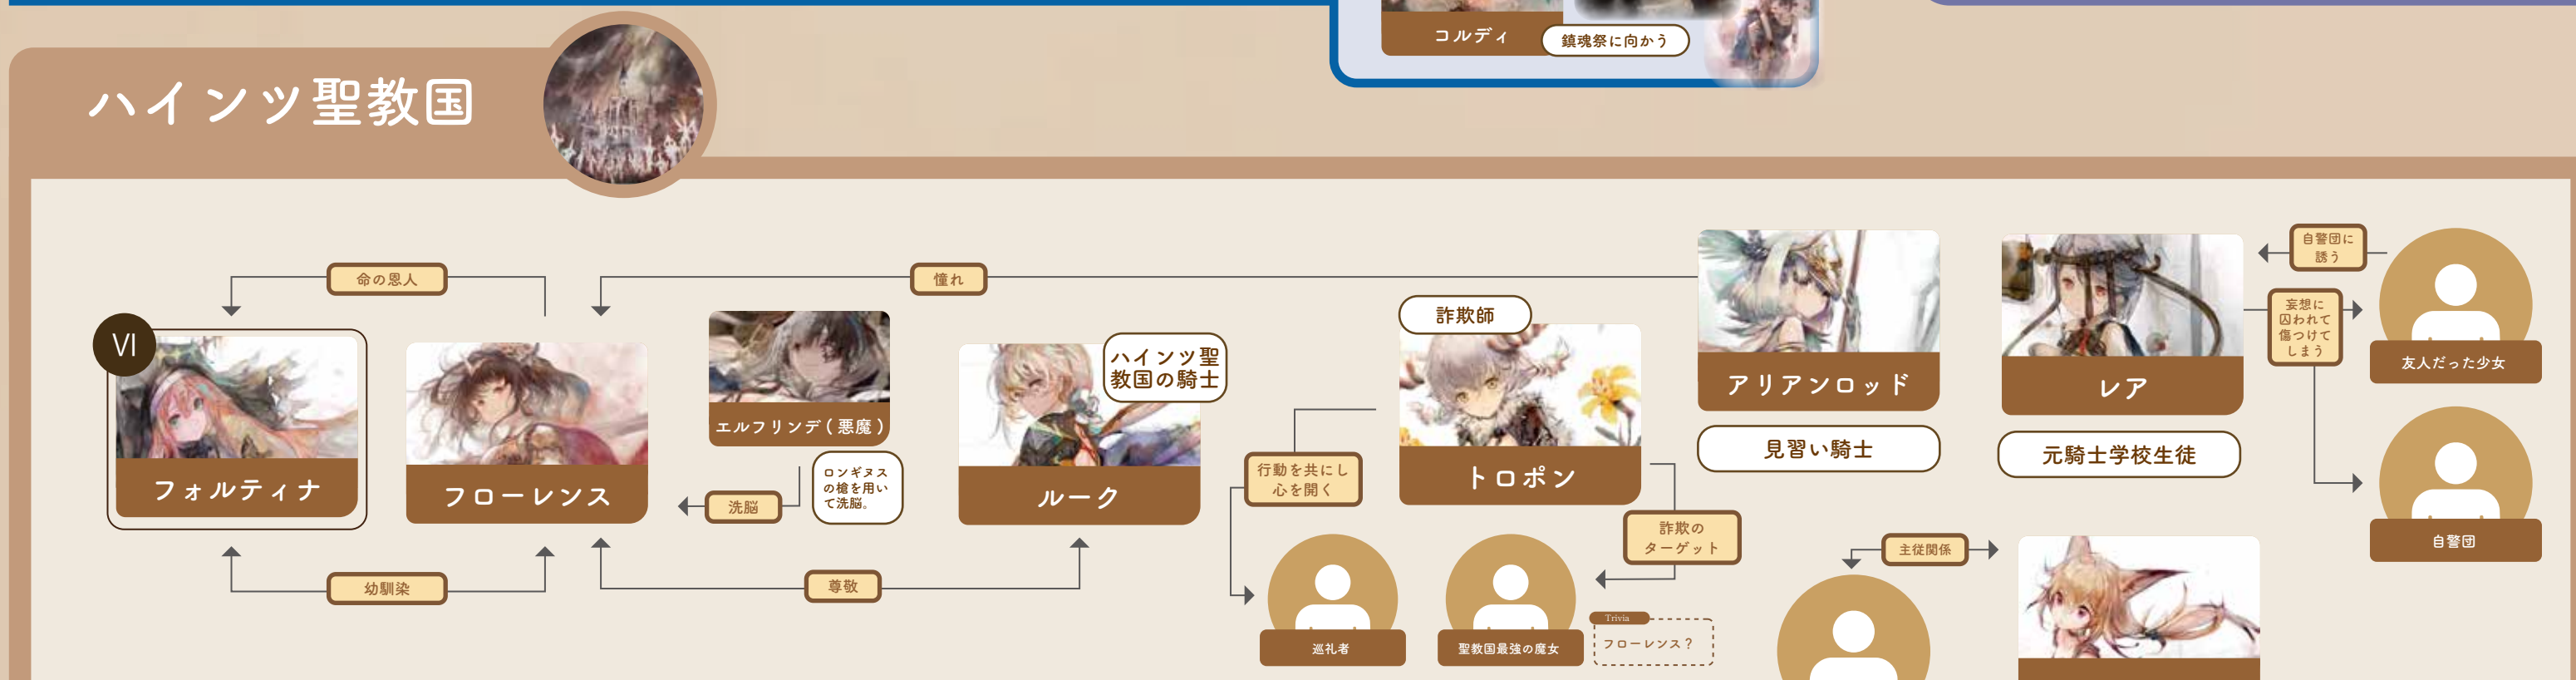 コルディ
鎮魂祭に向かう
ハインツ聖教国
命の恩人
憧れ
自警団に
誘う
妄想に
囚われて
傷つけて
しまう
友人だった少女
VI
フォルティナ
フローレンス
エルフリンデ(悪魔)
ロンギヌス
の槍を用い
て洗脳。
洗脳
ハインツ聖
教国の騎士
ルーク
詐欺師
トロポン
行動を共にし
心を開く
詐欺の
ターゲット
アリアンロッド
見習い騎士
レア
元騎士学校生徒
自警団
主従関係
幼馴染
尊敬
巡礼者
聖教国最強の魔女
Trivia
フローレンス?